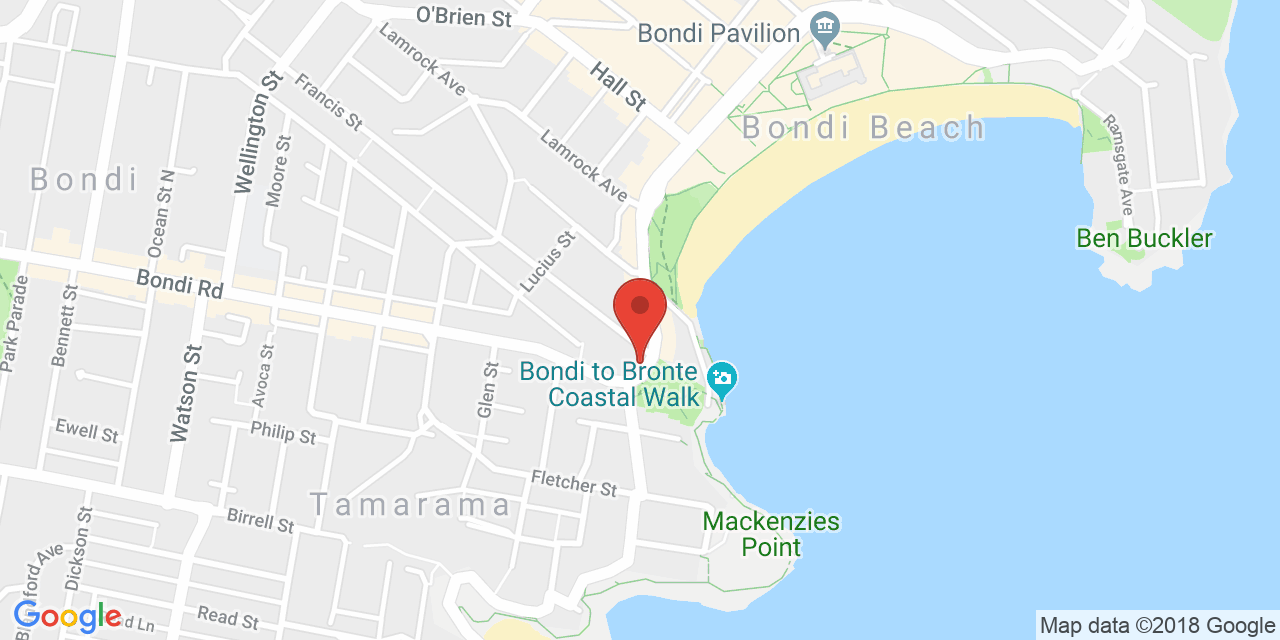 O'Brien St
Bondi Pavilion
Lamrock Ave
Hall St
Francis St
Wellington St
Bondi Beach
Moore St
Lamrock Ave
Ramsgate Ave
Bondi
Ocean St N
Ben Buckler
Lucius St
Bondi Rd
Park Parade
Bennett St
Bondi to Bronte
Coastal Walk
Watson St
Avoca St
Glen St
Ewell St
Philip St
Fletcher St
Tamarama
Birrell St
Mackenzies
Point
Dickson St
Ave
Read St
Ln
Google
Map data ©2018 Google